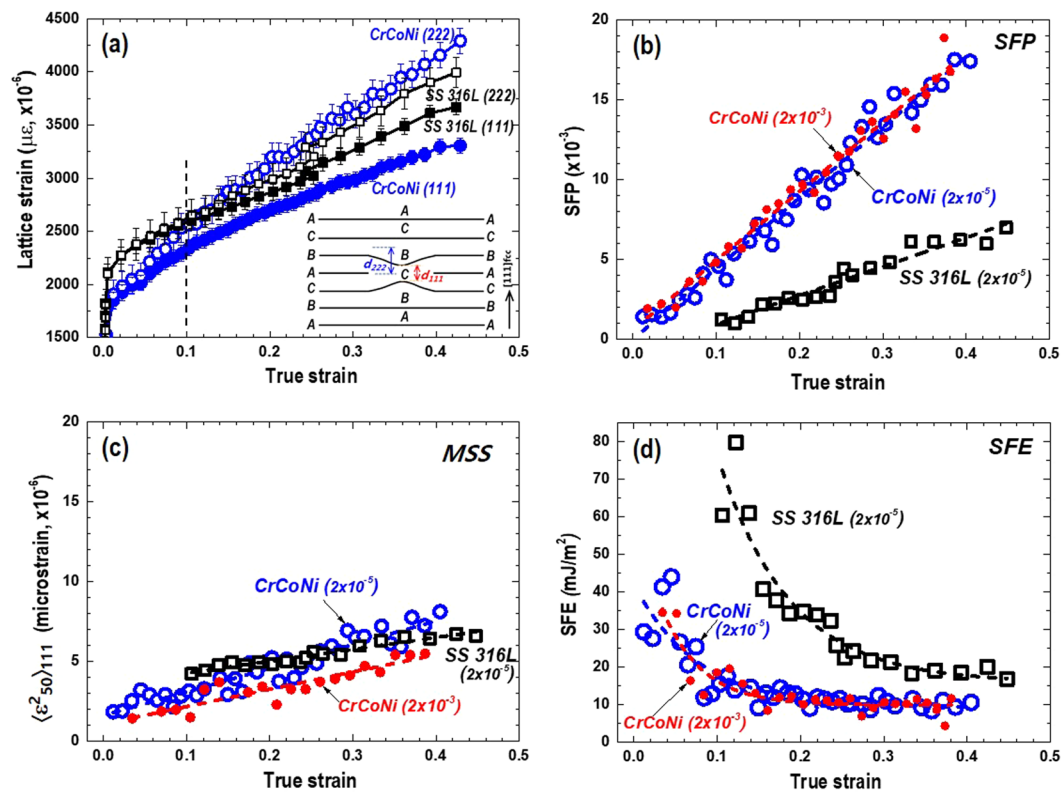 (a)
CrCoNi (222)
SS 316L (222)
SS 316L (111)
CrCoNi (111)
4500
4000
3500
3000
2500
2000
1500
Lattice strain (με, x10⁻⁶)
A A A
C C C
B B B
A C A
C C
B B B
A A A
d₂₂₂
d₁₁₁
[111]fcc
0.0 0.1 0.2 0.3 0.4 0.5
True strain
(b)
SFP
20
15
10
5
0
SFP (x10⁻³)
CrCoNi (2x10⁻³)
CrCoNi (2x10⁻⁵)
SS 316L (2x10⁻⁵)
0.0 0.1 0.2 0.3 0.4 0.5
True strain
(c)
MSS
20
15
10
5
0
⟨ε²₅₀⟩₁₁₁ (microstrain, x10⁻⁶)
CrCoNi (2x10⁻⁵)
SS 316L
(2x10⁻⁵)
CrCoNi (2x10⁻³)
0.0 0.1 0.2 0.3 0.4 0.5
True strain
(d)
SFE
80
70
60
50
40
30
20
10
0
SFE (mJ/m²)
SS 316L (2x10⁻⁵)
CrCoNi
(2x10⁻⁵)
CrCoNi (2x10⁻³)
0.0 0.1 0.2 0.3 0.4 0.5
True strain